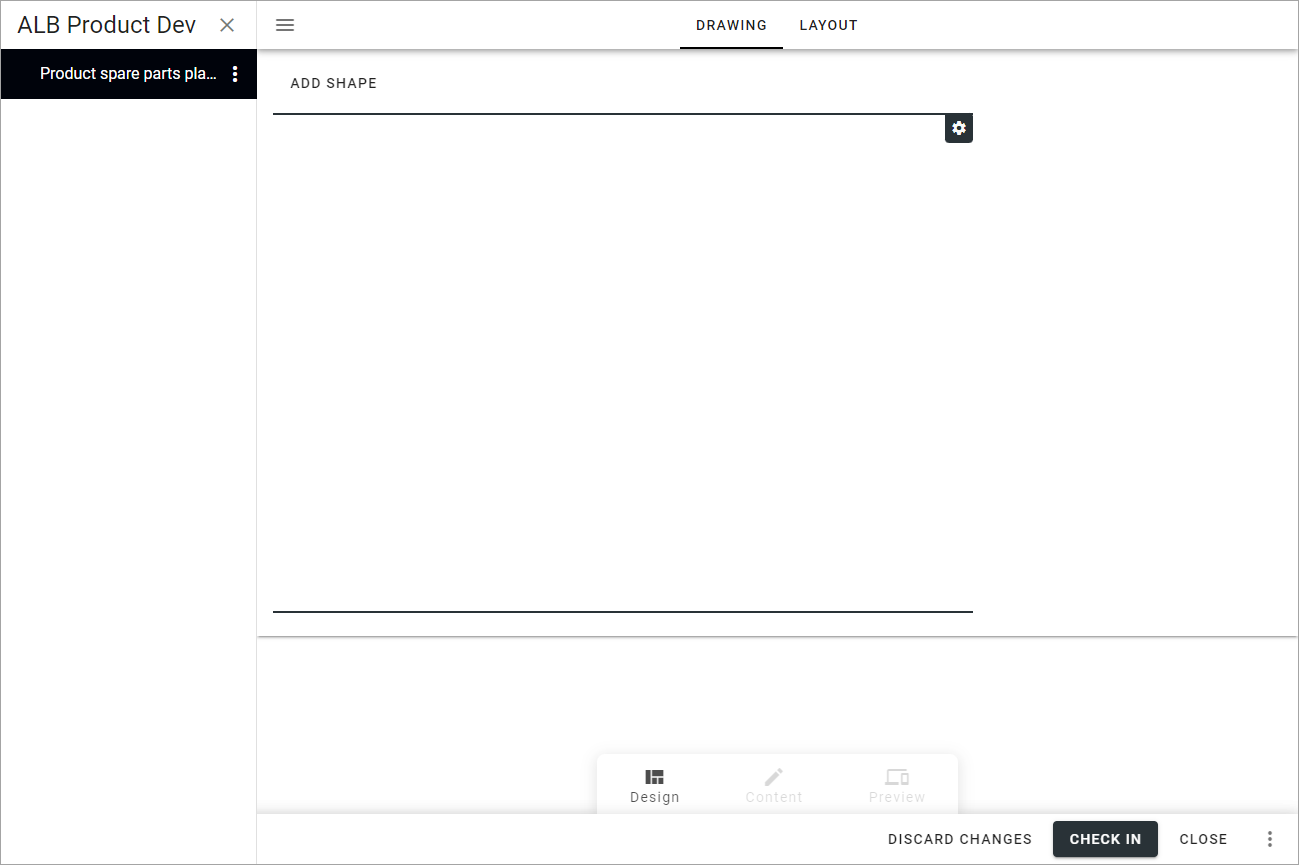 ALB Product Dev
DRAWING
LAYOUT
Product spare parts pla...
ADD SHAPE
Design
Content
Preview
DISCARD CHANGES
CHECK IN
CLOSE